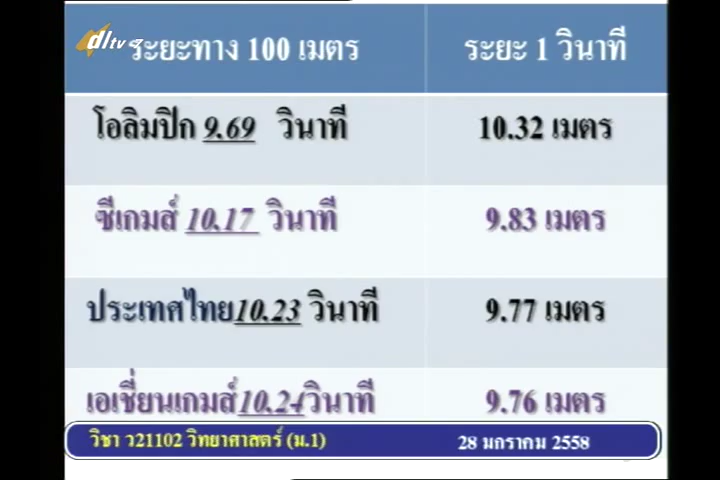 dltv 7
ระยะทาง 100 เมตร ระยะ 1 วินาที
โอลิมปิก 9.69 วินาที 10.32 เมตร
ซีเกมส์ 10.17 วินาที 9.83 เมตร
ประเทศไทย10.23 วินาที 9.77 เมตร
เอเชี่ยนเกมส์10.24วินาที 9.76 เมตร
วิชา ว21102 วิทยาศาสตร์ (ม.1) 28 มกราคม 2558